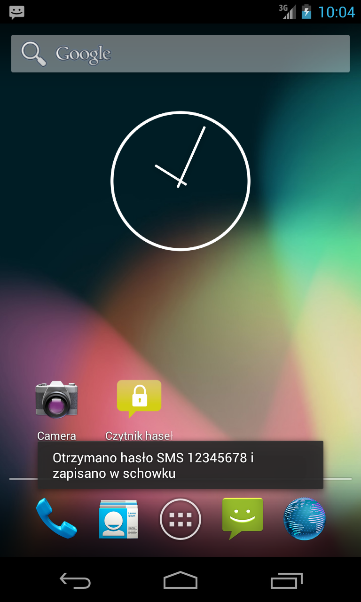 3G 10:04
Google
Camera Czytnik haseł
Otrzymano hasło SMS 12345678 i
zapisano w schowku